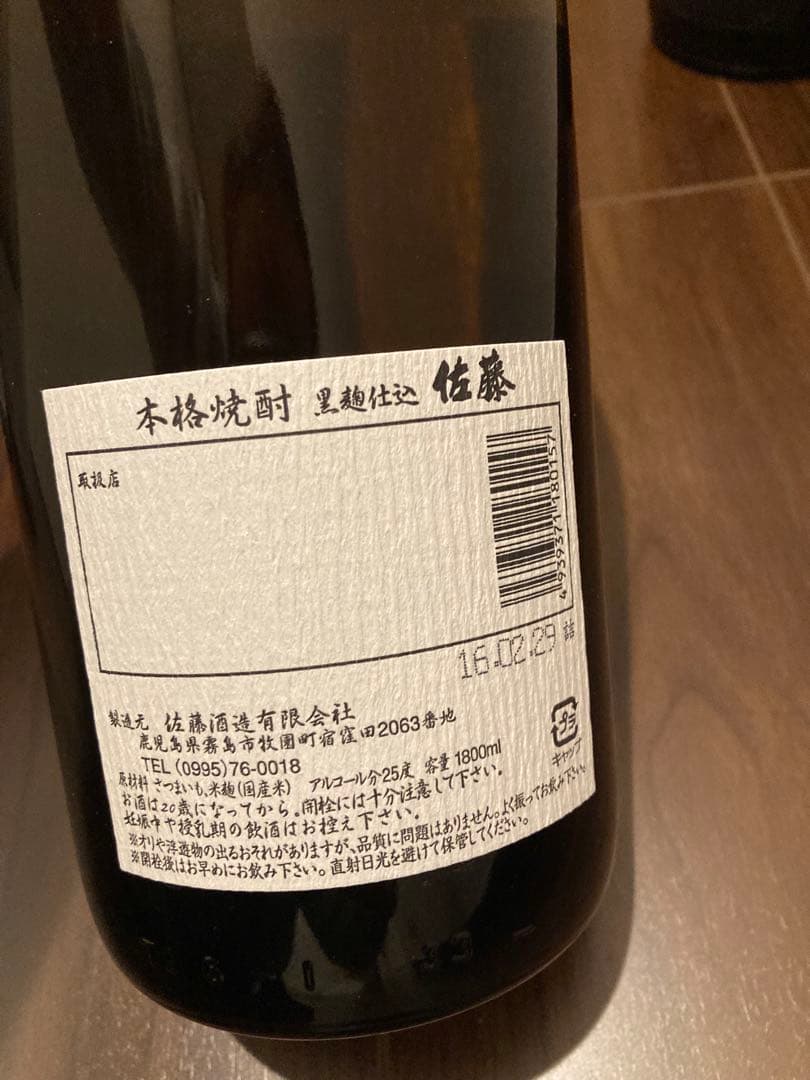 本格焼酎 黒麹仕込 佐藤
取扱店
4 939371 180157
16.02.29 詰
製造元 佐藤酒造有限会社
鹿児島県霧島市牧園町宿窪田2063番地
TEL (0995)76-0018
キャップ
原材料 さつまいも、米麹(国産米) アルコール分25度 容量 1800ml
お酒は20歳になってから。開栓には十分注意して下さい。
妊娠中や授乳期の飲酒はお控え下さい。
※オリや浮遊物の出るおそれがありますが、品質に問題はありません。よく振ってお飲み下さい。
※開栓後はお早めにお飲み下さい。直射日光を避けて保管してください。